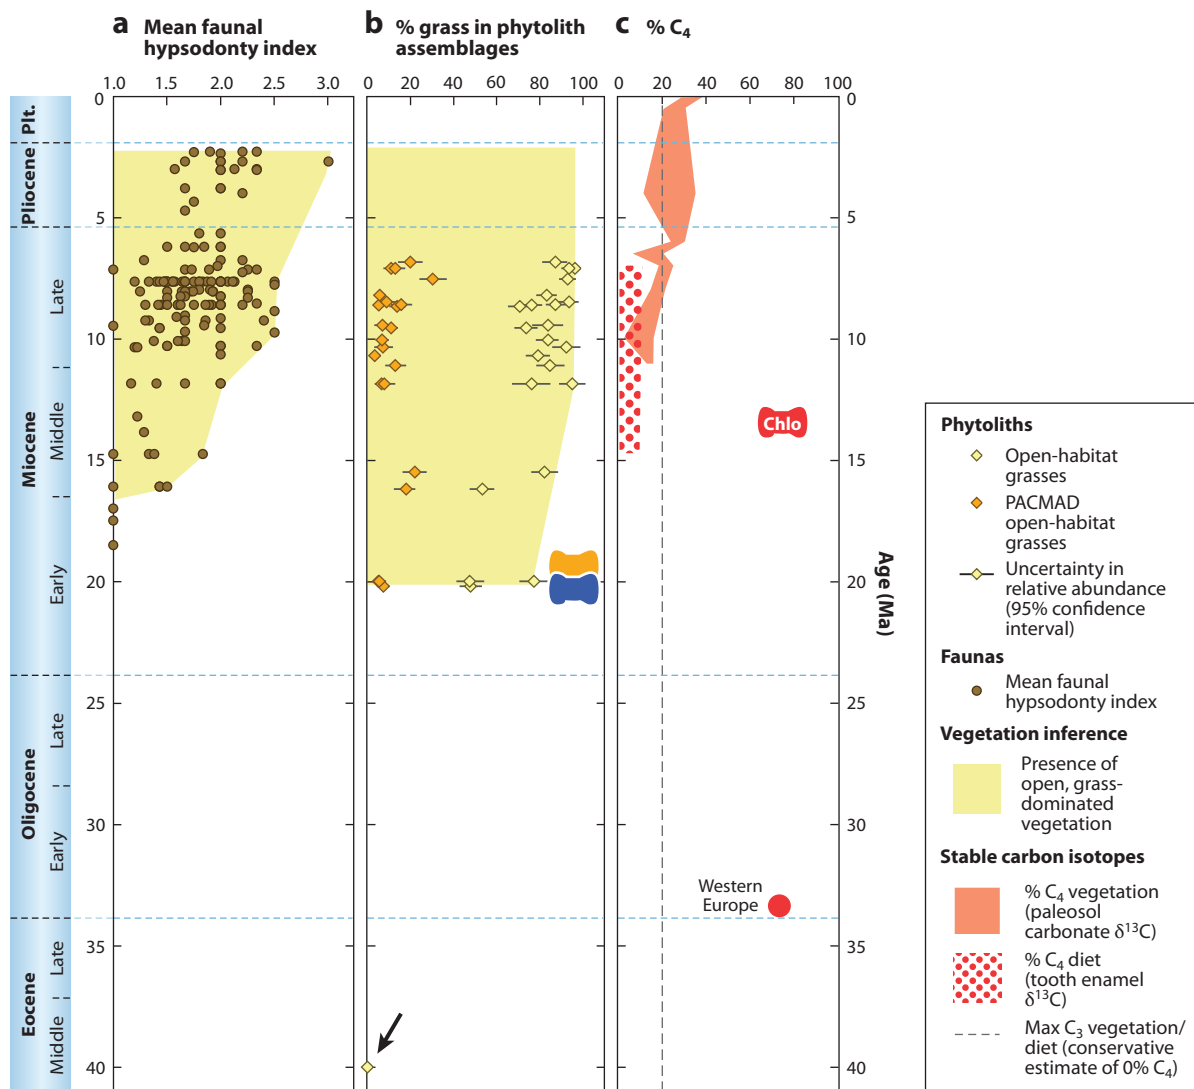 a Mean faunal
hypsodonty index
b % grass in phytolith
assemblages
c % C₄
1.0 1.5 2.0 2.5 3.0
0 20 40 60 80 100
0 20 40 60 80 100
Plt.
Pliocene
Miocene
Late
Middle
Early
Oligocene
Late
Early
Eocene
Late
Middle
0
5
10
15
20
25
30
35
40
0
5
10
15
20
25
30
35
40
Age (Ma)
Chlo
Western
Europe
Phytoliths
Open-habitat
grasses
PACMAD
open-habitat
grasses
Uncertainty in
relative abundance
(95% confidence
interval)
Faunas
Mean faunal
hypsodonty index
Vegetation inference
Presence of
open, grass-
dominated
vegetation
Stable carbon isotopes
% C₄ vegetation
(paleosol
carbonate δ¹³C)
% C₄ diet
(tooth enamel
δ¹³C)
Max C₃ vegetation/
diet (conservative
estimate of 0% C₄)